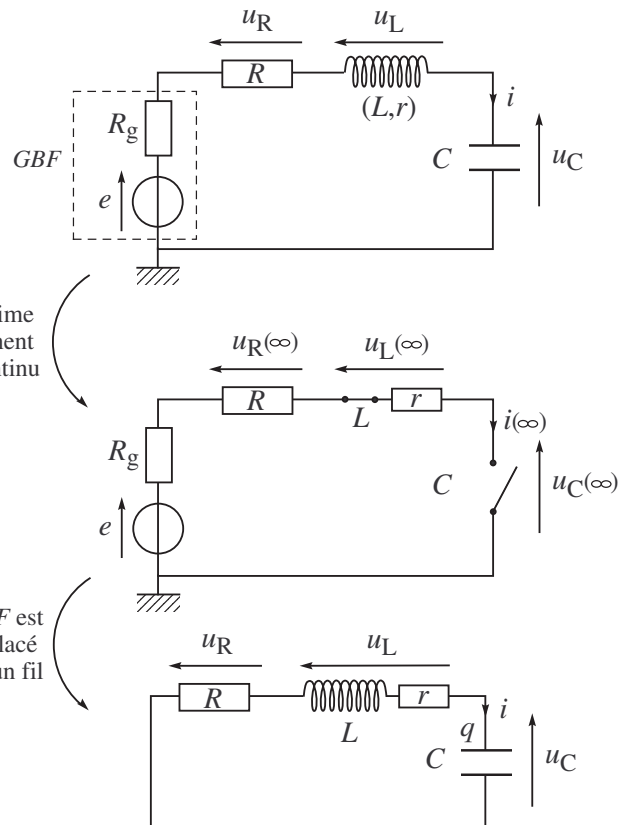 u_R u_L
R
(L,r)
i
R_g
GBF
C u_C
e
ime
ment
tinu
u_R(∞) u_L(∞)
R L r
i(∞)
R_g
C u_C(∞)
e
F est
lacé
un fil
u_R u_L
R L r
i
q
C u_C